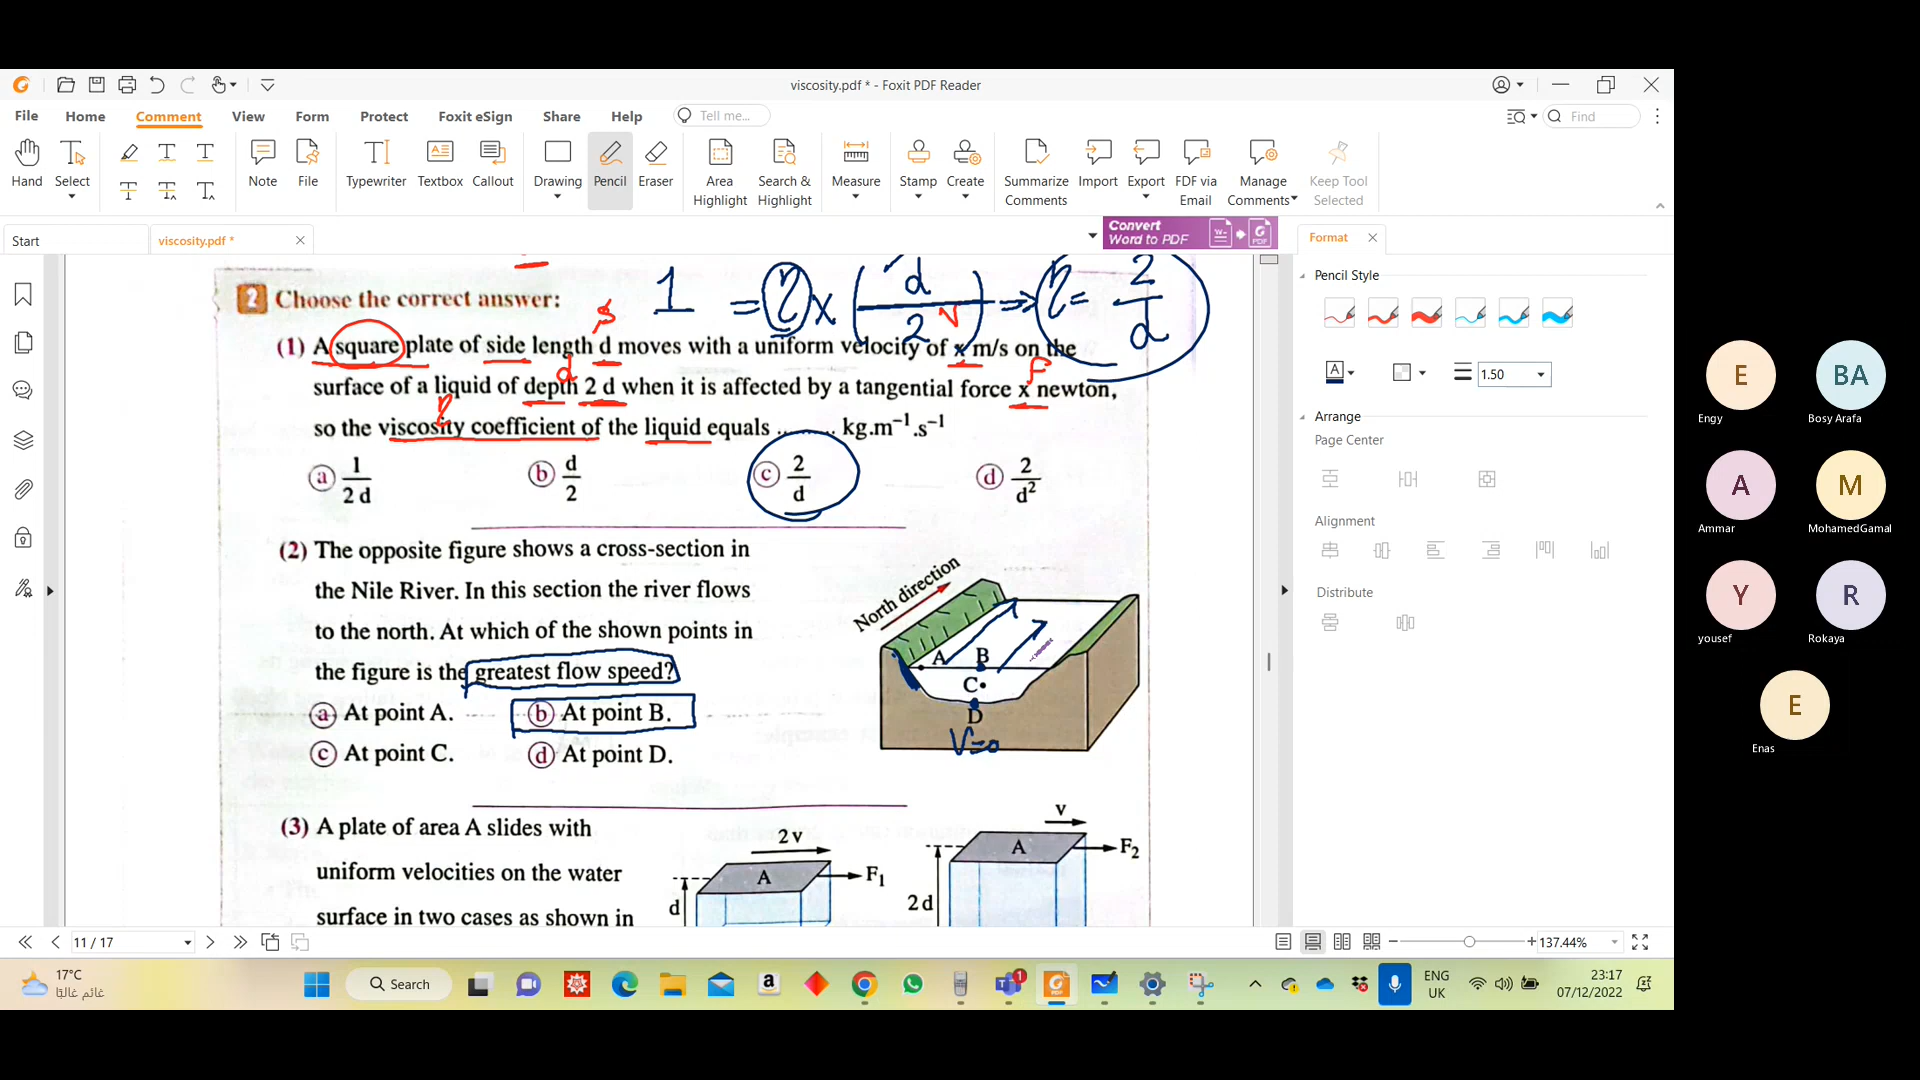 viscosity.pdf * - Foxit PDF Reader
File Home Comment View Form Protect Foxit eSign Share Help Tell me... Find
Hand Select Note File Typewriter Textbox Callout Drawing Pencil Eraser Area Highlight Search & Highlight Measure Stamp Create Summarize Comments Import Export FDF via Email Manage Comments Keep Tool Selected
Start viscosity.pdf * Convert Word to PDF
Format
Pencil Style
1.50
Arrange
Page Center
Alignment
Distribute
2 Choose the correct answer:
1 = η x (d/2) => η = 2/d
(1) A square plate of side length d moves with a uniform velocity of x m/s on the
surface of a liquid of depth 2 d when it is affected by a tangential force x newton,
so the viscosity coefficient of the liquid equals ......... kg.m⁻¹.s⁻¹
s
v
d
F
η
a 1/2 d b d/2 c 2/d d 2/d²
(2) The opposite figure shows a cross-section in
the Nile River. In this section the river flows
to the north. At which of the shown points in
the figure is the greatest flow speed?
a At point A. b At point B.
c At point C. d At point D.
North direction
A B
C
D
V=0
(3) A plate of area A slides with
uniform velocities on the water
surface in two cases as shown in
2 v
A F₁
d
v
A F₂
2 d
11 / 17
137.44%
E
Engy
BA
Bosy Arafa
A
Ammar
M
MohamedGamal
Y
yousef
R
Rokaya
E
Enas
17°C
غائم غالبًا
Search
1
ENG
UK
23:17
07/12/2022